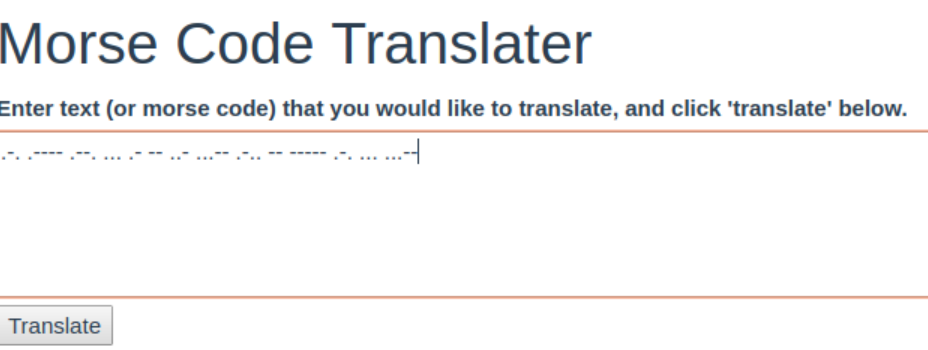 Morse Code Translater
Enter text (or morse code) that you would like to translate, and click 'translate' below.
.-. .---- .--. ... .- -- ..- ...-- .-.. -- ----- .-. ... ...--
Translate